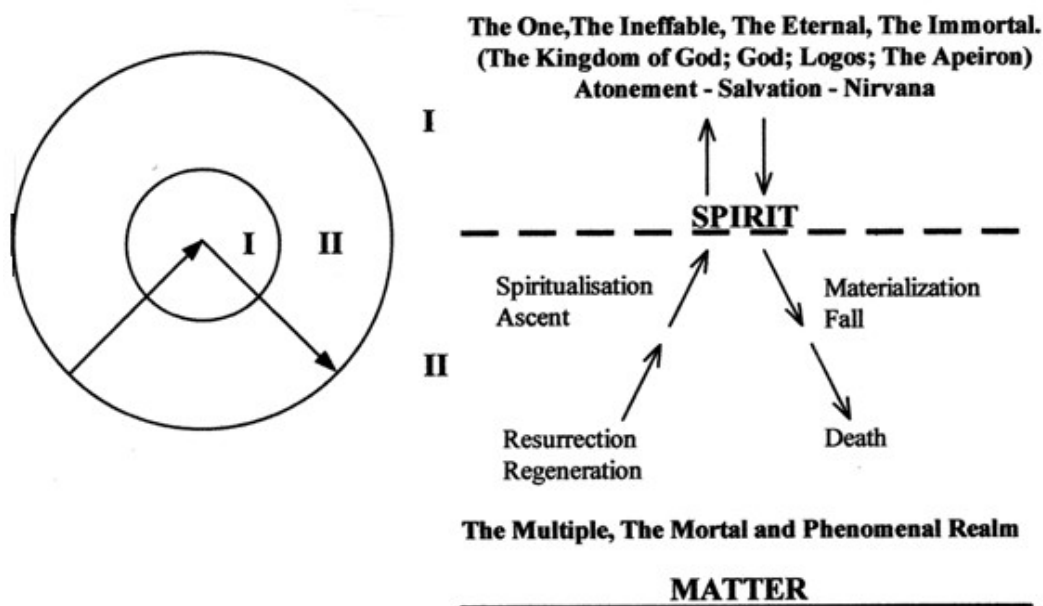 The One,The Ineffable, The Eternal, The Immortal.
(The Kingdom of God; God; Logos; The Apeiron)
Atonement - Salvation - Nirvana
I
I
II
SPIRIT
Spiritualisation
Ascent
Materialization
Fall
II
Resurrection
Regeneration
Death
The Multiple, The Mortal and Phenomenal Realm
MATTER